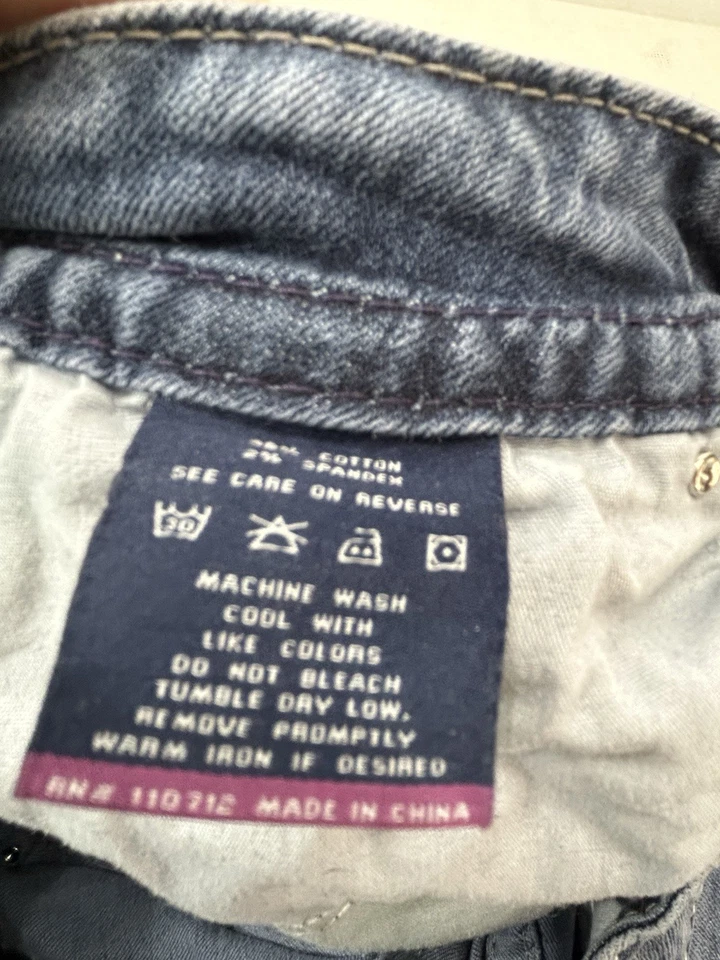 98% COTTON
2% SPANDEX
SEE CARE ON REVERSE
30
MACHINE WASH
COOL WITH
LIKE COLORS
DO NOT BLEACH
TUMBLE DRY LOW.
REMOVE PROMPTLY
WARM IRON IF DESIRED
RN# 110712 MADE IN CHINA